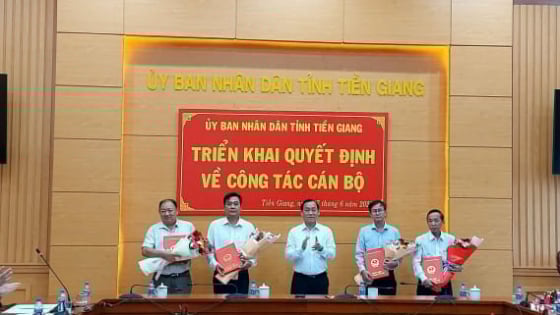 ỦY BAN NHÂN DÂN TỈNH TIỀN GIANG
ỦY BAN NHÂN DÂN TỈNH TIỀN GIANG
TRIỂN KHAI QUYẾT ĐỊNH
VỀ CÔNG TÁC CÁN BỘ
Tiền Giang, tháng 6 năm